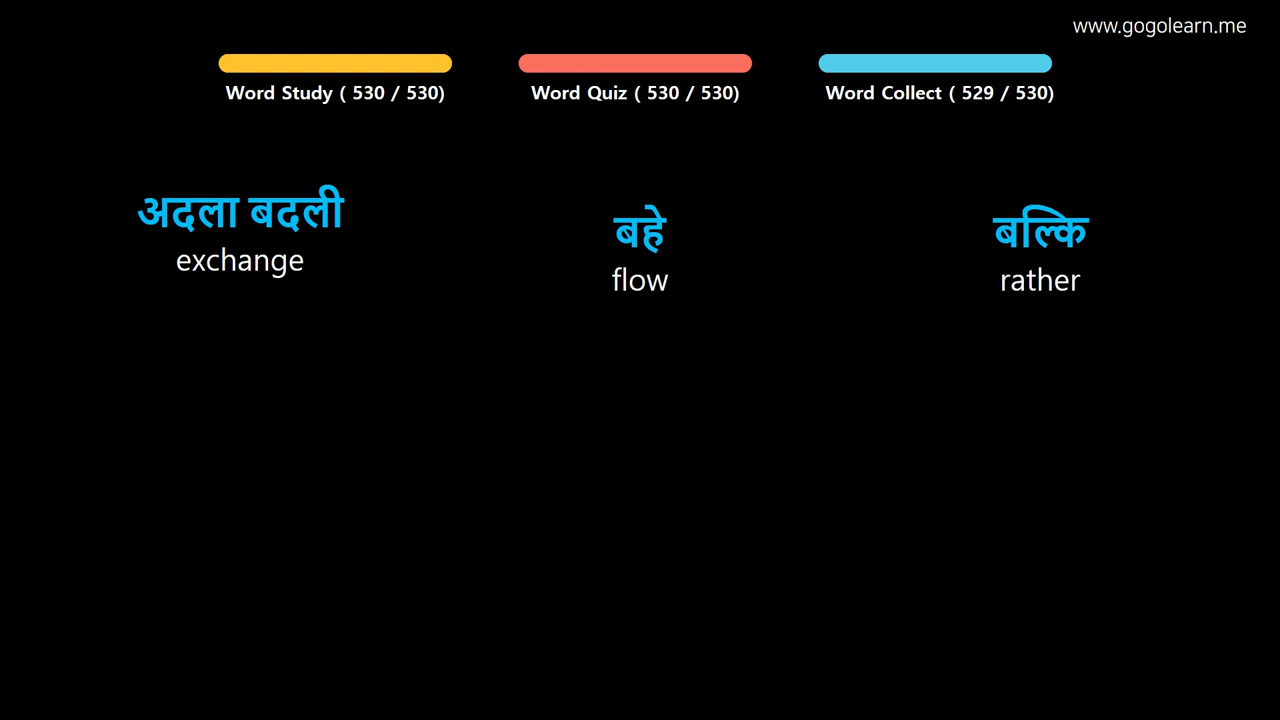 www.gogolearn.me
Word Study ( 530 / 530)
Word Quiz ( 530 / 530)
Word Collect ( 529 / 530)
अदला बदली
exchange
बहे
flow
बल्कि
rather